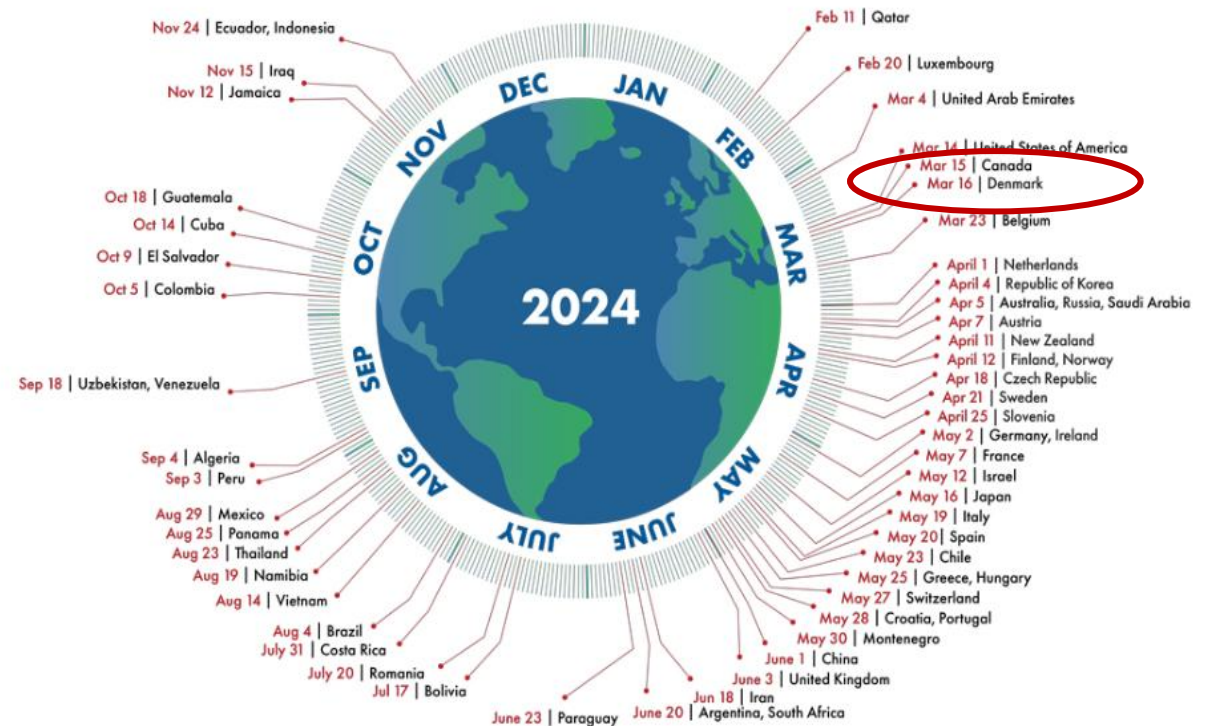 Feb 11 | Qatar
Feb 20 | Luxembourg
Mar 4 | United Arab Emirates
Mar 14 | United States of America
Mar 15 | Canada
Mar 16 | Denmark
Mar 23 | Belgium
April 1 | Netherlands
April 4 | Republic of Korea
Apr 5 | Australia, Russia, Saudi Arabia
Apr 7 | Austria
April 11 | New Zealand
April 12 | Finland, Norway
Apr 18 | Czech Republic
Apr 21 | Sweden
April 25 | Slovenia
May 2 | Germany, Ireland
May 7 | France
May 12 | Israel
May 16 | Japan
May 19 | Italy
May 20| Spain
May 23 | Chile
May 25 | Greece, Hungary
May 27 | Switzerland
May 28 | Croatia, Portugal
May 30 | Montenegro
June 1 | China
June 3 | United Kingdom
Jun 18 | Iran
June 20 | Argentina, South Africa
June 23 | Paraguay
Jul 17 | Bolivia
July 20 | Romania
July 31 | Costa Rica
Aug 4 | Brazil
Aug 14 | Vietnam
Aug 19 | Namibia
Aug 23 | Thailand
Aug 25 | Panama
Aug 29 | Mexico
Sep 3 | Peru
Sep 4 | Algeria
Sep 18 | Uzbekistan, Venezuela
Oct 5 | Colombia
Oct 9 | El Salvador
Oct 14 | Cuba
Oct 18 | Guatemala
Nov 12 | Jamaica
Nov 15 | Iraq
Nov 24 | Ecuador, Indonesia
JAN
FEB
MAR
APR
MAY
JUNE
JULY
AUG
SEP
OCT
NOV
DEC
2024